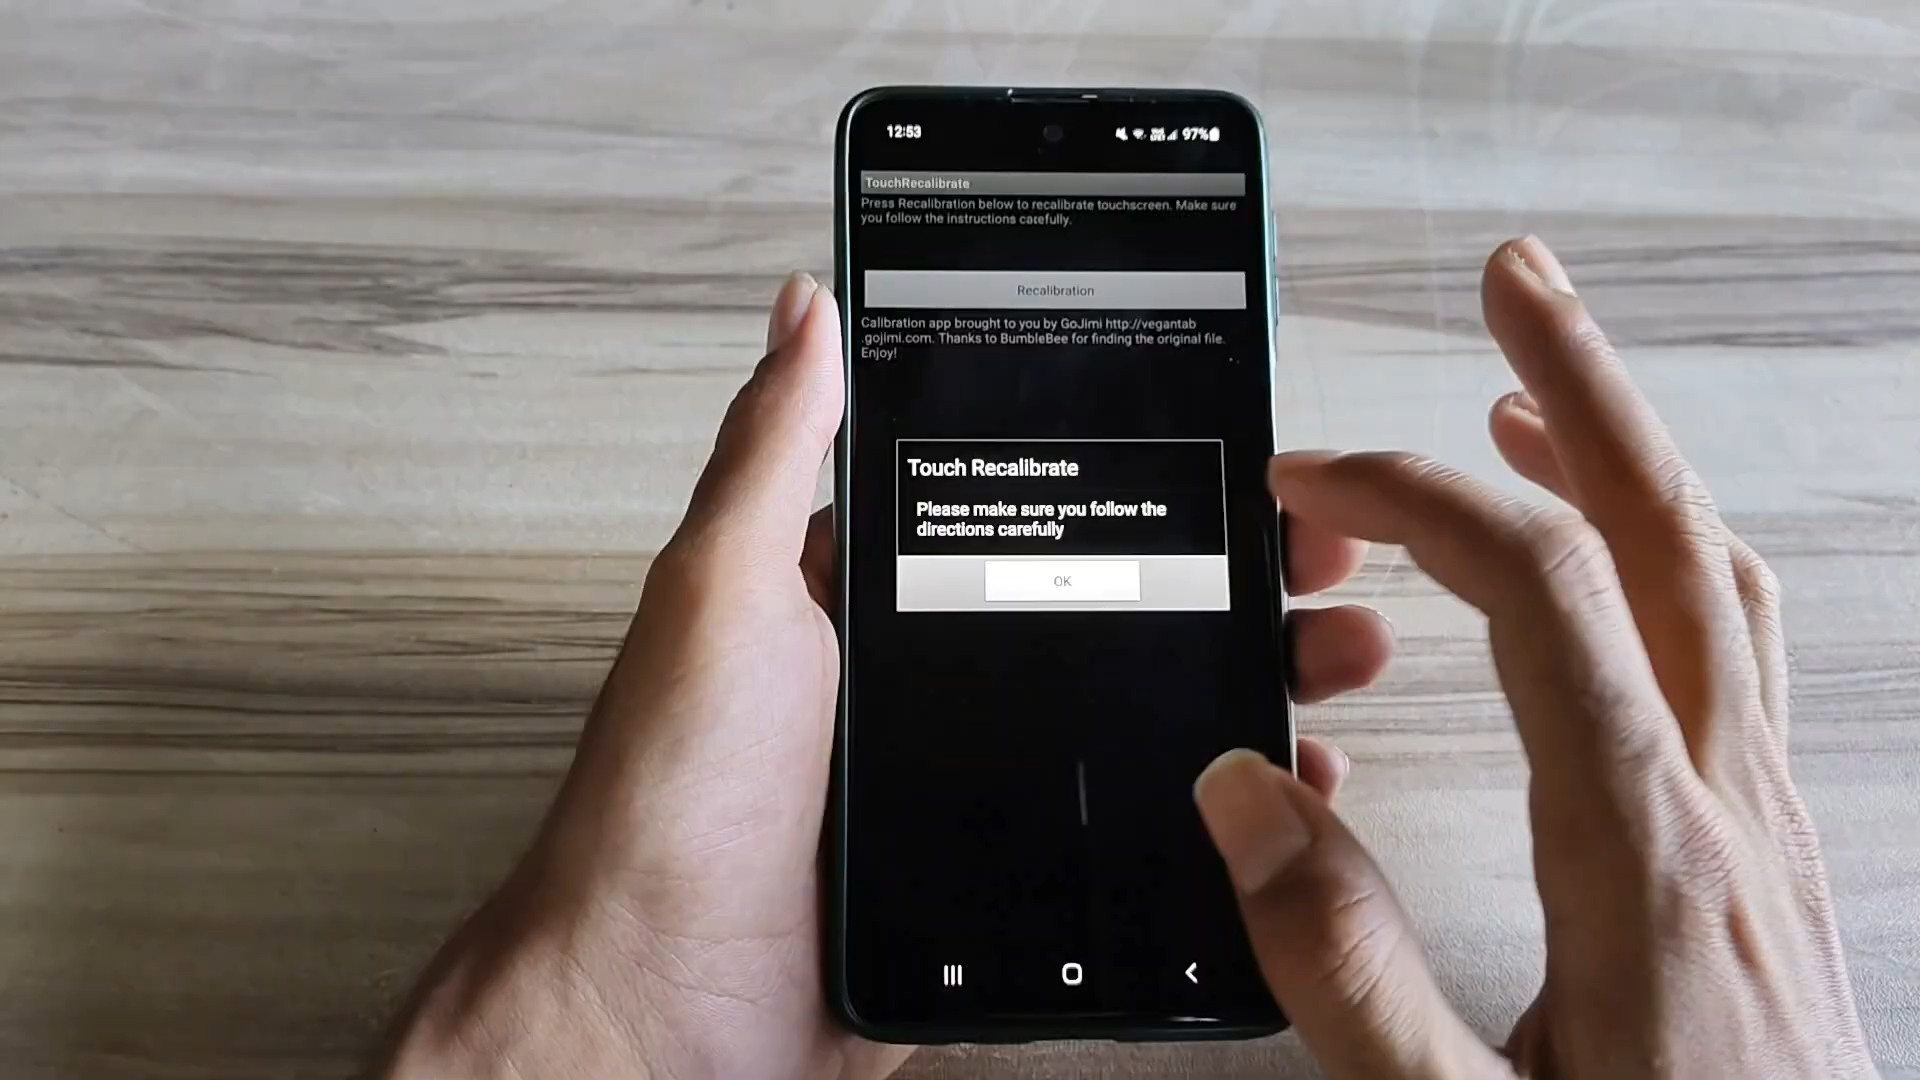 12:53
97%
TouchRecalibrate
Press Recalibration below to recalibrate touchscreen. Make sure
you follow the instructions carefully.
Recalibration
Calibration app brought to you by GoJimi http://vegantab
.gojimi.com. Thanks to BumbleBee for finding the original file.
Enjoy!
Touch Recalibrate
Please make sure you follow the
directions carefully
OK